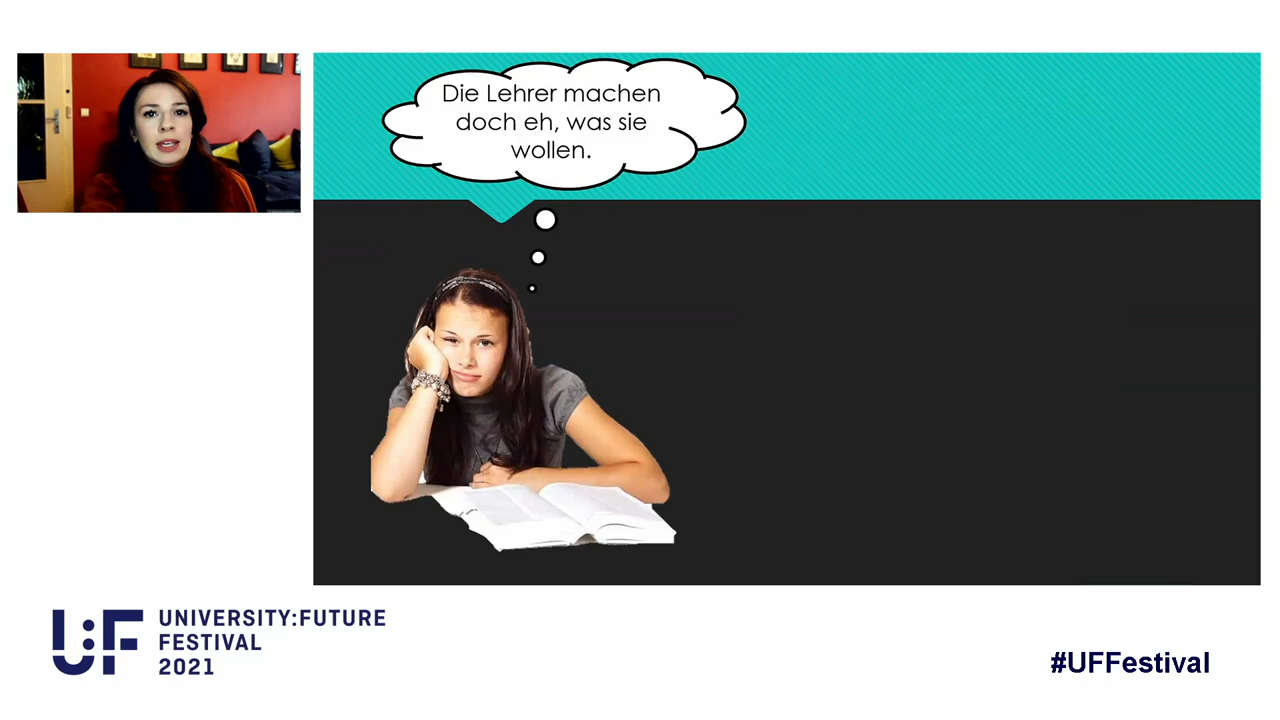 Die Lehrer machen
doch eh, was sie
wollen.
U:F
UNIVERSITY:FUTURE
FESTIVAL
2021
#UFFestival